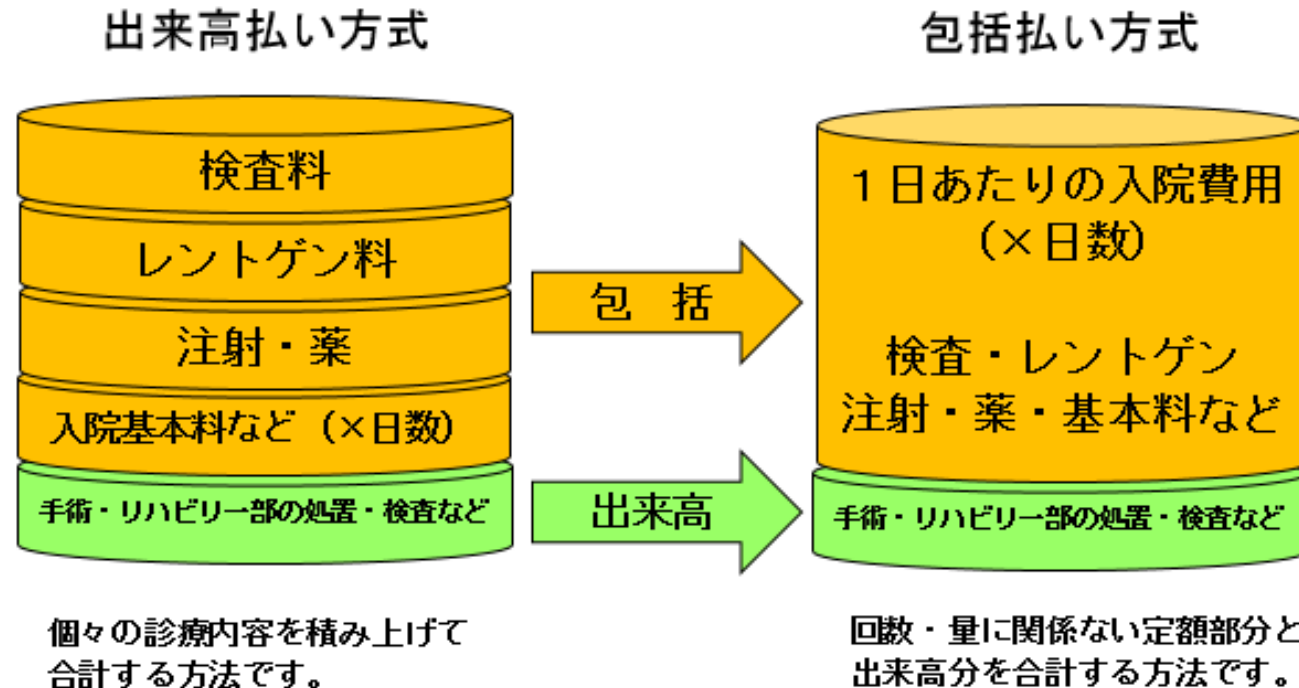 出来高払い方式
検査料
レントゲン料
注射・薬
入院基本料など（×日数）
手術・リハビリ一部の処置・検査など
個々の診療内容を積み上げて
合計する方法です。
包　括
出来高
包括払い方式
１日あたりの入院費用
（×日数）
検査・レントゲン
注射・薬・基本料など
手術・リハビリ一部の処置・検査など
回数・量に関係ない定額部分と
出来高分を合計する方法です。